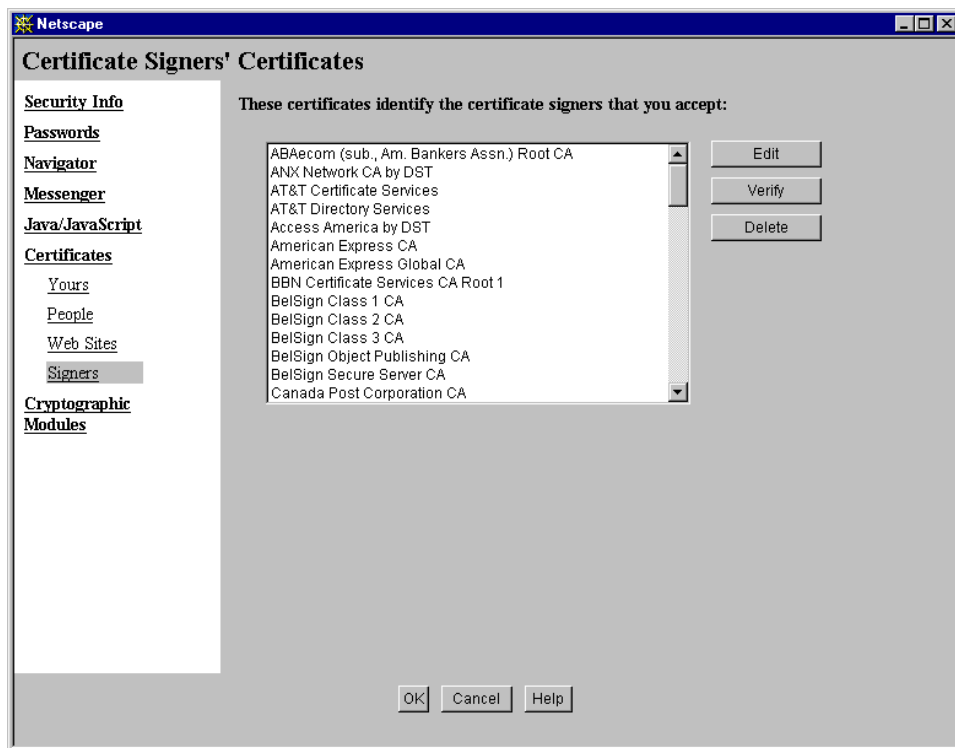 Netscape
Certificate Signers' Certificates
Security Info
Passwords
Navigator
Messenger
Java/JavaScript
Certificates
Yours
People
Web Sites
Signers
Cryptographic
Modules
These certificates identify the certificate signers that you accept:
ABAecom (sub., Am. Bankers Assn.) Root CA
ANX Network CA by DST
AT&T Certificate Services
AT&T Directory Services
Access America by DST
American Express CA
American Express Global CA
BBN Certificate Services CA Root 1
BelSign Class 1 CA
BelSign Class 2 CA
BelSign Class 3 CA
BelSign Object Publishing CA
BelSign Secure Server CA
Canada Post Corporation CA
Edit
Verify
Delete
OK
Cancel
Help